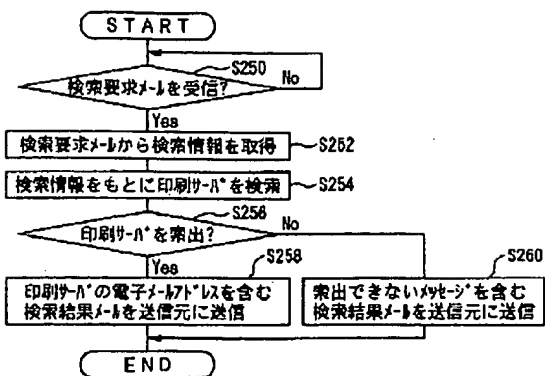 START
検索要求メールを受信?
S250
No
Yes
検索要求メールから検索情報を取得
S252
検索情報をもとに印刷サーバを検索
S254
印刷サーバを索出?
S256
No
Yes
印刷サーバの電子メールアドレスを含む
検索結果メールを送信元に送信
S258
索出できないメッセージを含む
検索結果メールを送信元に送信
S260
END